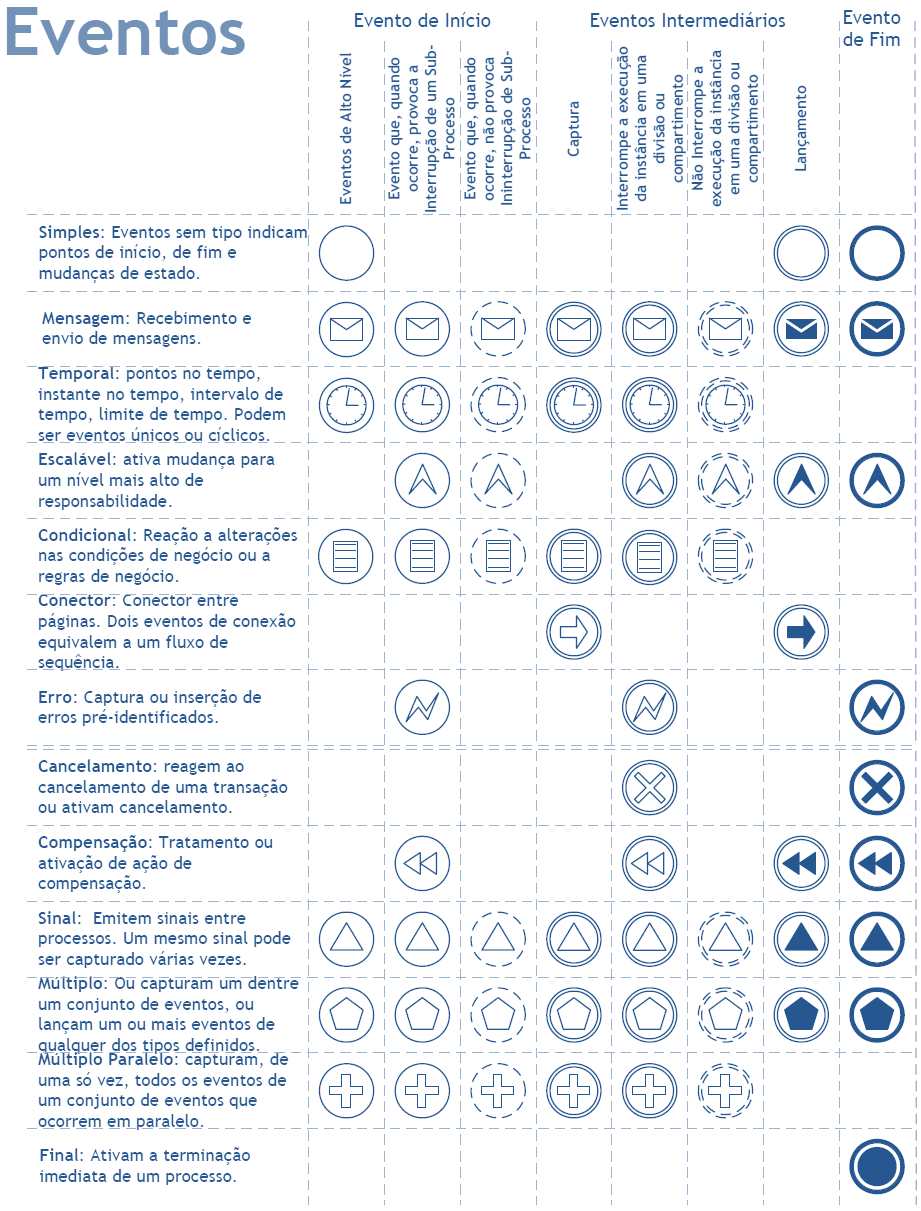 Eventos
Evento de Início
Eventos Intermediários
Evento
de Fim
Eventos de Alto Nível
Evento que, quando
ocorre, provoca a
Interrupção de um Sub-
Processo
Evento que, quando
ocorre, não provoca
Ininterrupção de Sub-
Processo
Captura
Interrompe a execução
da instância em uma
divisão ou
compartimento
Não Interrompe a
execução da instância
em uma divisão ou
compartimento
Lançamento
Simples: Eventos sem tipo indicam
pontos de início, de fim e
mudanças de estado.
Mensagem: Recebimento e
envio de mensagens.
Temporal: pontos no tempo,
instante no tempo, intervalo de
tempo, limite de tempo. Podem
ser eventos únicos ou cíclicos.
Escalável: ativa mudança para
um nível mais alto de
responsabilidade.
Condicional: Reação a alterações
nas condições de negócio ou a
regras de negócio.
Conector: Conector entre
páginas. Dois eventos de conexão
equivalem a um fluxo de
sequência.
Erro: Captura ou inserção de
erros pré-identificados.
Cancelamento: reagem ao
cancelamento de uma transação
ou ativam cancelamento.
Compensação: Tratamento ou
ativação de ação de
compensação.
Sinal: Emitem sinais entre
processos. Um mesmo sinal pode
ser capturado várias vezes.
Múltiplo: Ou capturam um dentre
um conjunto de eventos, ou
lançam um ou mais eventos de
qualquer dos tipos definidos.
Múltiplo Paralelo: capturam, de
uma só vez, todos os eventos de
um conjunto de eventos que
ocorrem em paralelo.
Final: Ativam a terminação
imediata de um processo.